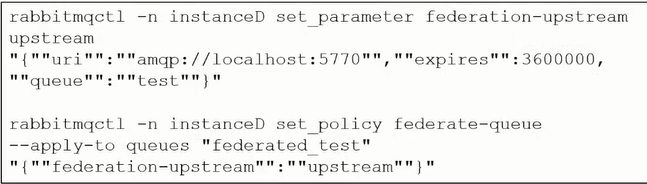 rabbitmqctl -n instanceD set_parameter federation-upstream
upstream
"{""uri"":""amqp://localhost:5770"",""expires"":3600000,
""queue"":""test""}"
rabbitmqctl -n instanceD set_policy federate-queue
--apply-to queues "federated_test"
"{""federation-upstream"":""upstream""}"